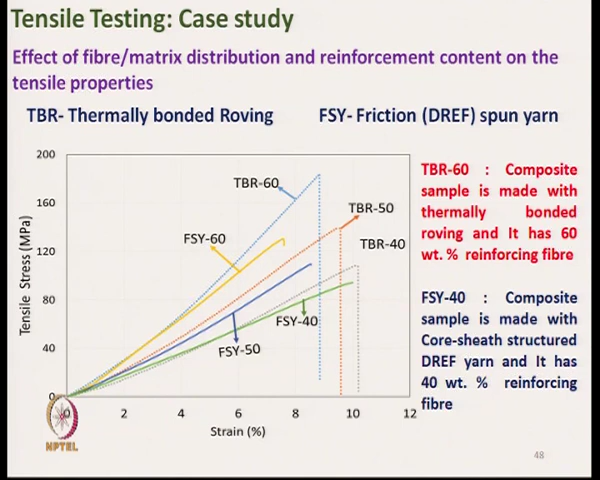 Tensile Testing: Case study
Effect of fibre/matrix distribution and reinforcement content on the
tensile properties
TBR- Thermally bonded Roving
FSY- Friction (DREF) spun yarn
200
160
120
80
40
0
Tensile Stress (MPa)
TBR-60
TBR-50
TBR-40
FSY-60
FSY-40
FSY-50
0 2 4 6 8 10 12
Strain (%)
TBR-60 : Composite
sample is made with
thermally bonded
roving and It has 60
wt. % reinforcing fibre
FSY-40 : Composite
sample is made with
Core-sheath structured
DREF yarn and It has
40 wt. % reinforcing
fibre
NPTEL
48